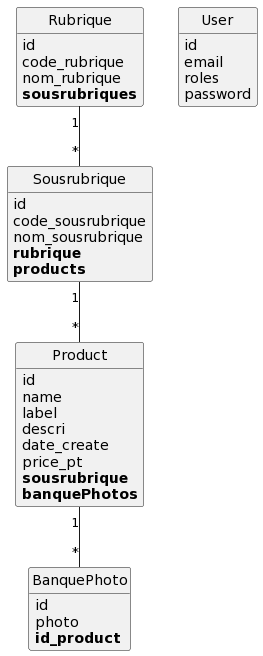 Rubrique
id
code_rubrique
nom_rubrique
sousrubriques
User
id
email
roles
password
1
*
Sousrubrique
id
code_sousrubrique
nom_sousrubrique
rubrique
products
1
*
Product
id
name
label
descri
date_create
price_pt
sousrubrique
banquePhotos
1
*
BanquePhoto
id
photo
id_product